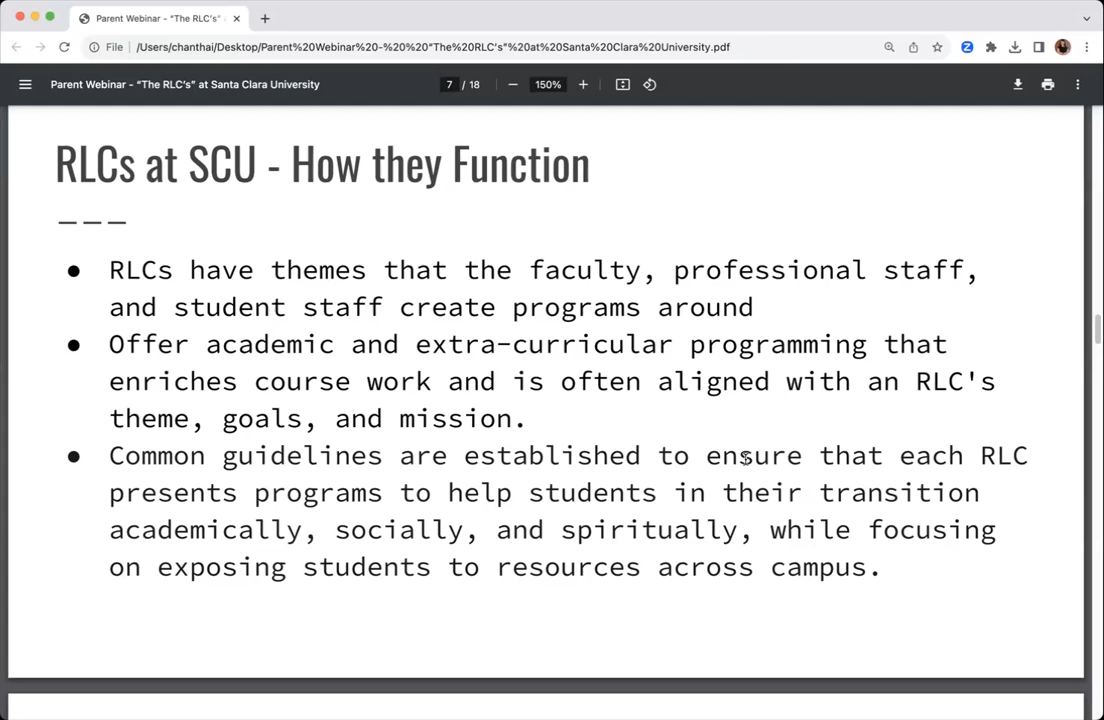 Parent Webinar - "The RLC's"
File
/Users/chanthai/Desktop/Parent%20Webinar%20-%20%20"The%20RLC's"%20at%20Santa%20Clara%20University.pdf
Parent Webinar - "The RLC's" at Santa Clara University
7 / 18
150%
RLCs at SCU - How they Function
● RLCs have themes that the faculty, professional staff,
and student staff create programs around
● Offer academic and extra-curricular programming that
enriches course work and is often aligned with an RLC's
theme, goals, and mission.
● Common guidelines are established to ensure that each RLC
presents programs to help students in their transition
academically, socially, and spiritually, while focusing
on exposing students to resources across campus.